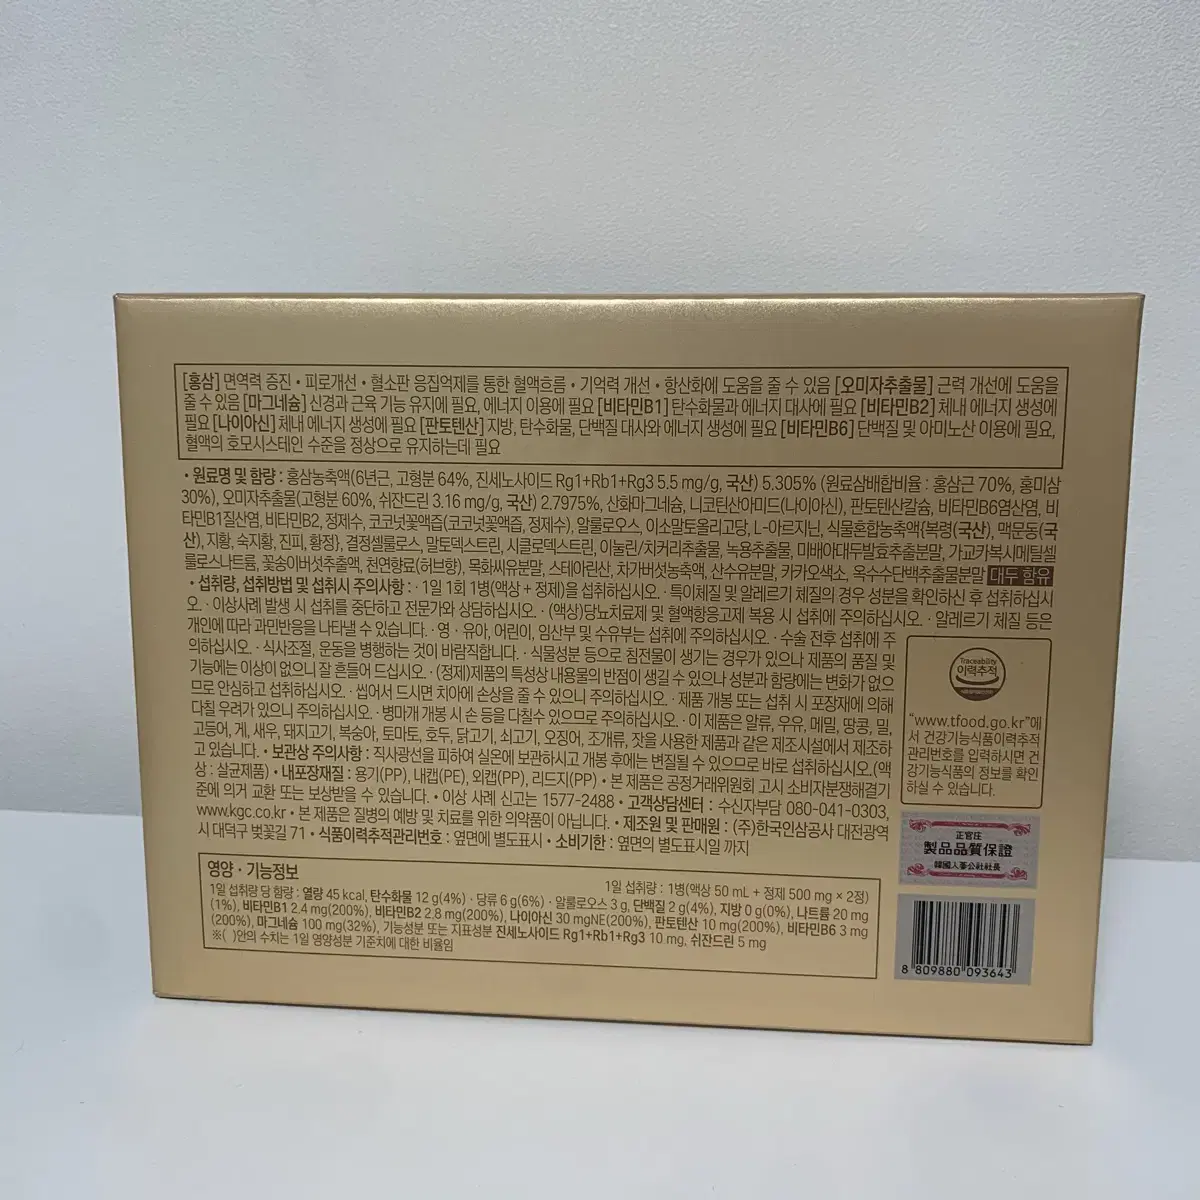 [홍삼] 면역력 증진 • 피로개선 • 혈소판 응집억제를 통한 혈액흐름 • 기억력 개선 • 항산화에 도움을 줄 수 있음 [오미자추출물] 근력 개선에 도움을
줄 수 있음 [마그네슘] 신경과 근육 기능 유지에 필요, 에너지 이용에 필요 [비타민B1] 탄수화물과 에너지 대사에 필요 [비타민B2] 체내 에너지 생성에
필요 [나이아신] 체내 에너지 생성에 필요 [판토텐산] 지방, 탄수화물, 단백질 대사와 에너지 생성에 필요 [비타민B6] 단백질 및 아미노산 이용에 필요,
혈액의 호모시스테인 수준을 정상으로 유지하는데 필요
• 원료명 및 함량 : 홍삼농축액(6년근, 고형분 64%, 진세노사이드 Rg1+Rb1+Rg3 5.5 mg/g, 국산) 5.305% (원료삼배합비율 : 홍삼근 70%, 홍미삼
30%), 오미자추출물(고형분 60%, 쉬잔드린 3.16 mg/g, 국산) 2.7975%, 산화마그네슘, 니코틴산아미드(나이아신), 판토텐산칼슘, 비타민B6염산염, 비
타민B1질산염, 비타민B2, 정제수, 코코넛꽃액즙(코코넛꽃액즙, 정제수), 알룰로오스, 이소말토올리고당, L-아르지닌, 식물혼합농축액{복령(국산), 맥문동(국
산), 지황, 숙지황, 진피, 황정}, 결정셀룰로스, 말토덱스트린, 시클로덱스트린, 이눌린/치커리추출물, 녹용추출물, 미배아대두발효추출분말, 가교카복시메틸셀
룰로스나트륨, 꽃송이버섯추출액, 천연향료(허브향), 목화씨유분말, 스테아린산, 차가버섯농축액, 산수유분말, 카카오색소, 옥수수단백추출물분말 대두 함유
• 섭취량, 섭취방법 및 섭취시 주의사항 : · 1일 1회 1병(액상 + 정제)을 섭취하십시오. · 특이체질 및 알레르기 체질의 경우 성분을 확인하신 후 섭취하십시
오. · 이상사례 발생 시 섭취를 중단하고 전문가와 상담하십시오. · (액상)당뇨치료제 및 혈액항응고제 복용 시 섭취에 주의하십시오. · 알레르기 체질 등은
개인에 따라 과민반응을 나타낼 수 있습니다. · 영 · 유아, 어린이, 임산부 및 수유부는 섭취에 주의하십시오. · 수술 전후 섭취에 주
의하십시오. · 식사조절, 운동을 병행하는 것이 바람직합니다. · 식물성분 등으로 침전물이 생기는 경우가 있으나 제품의 품질 및
기능에는 이상이 없으니 잘 흔들어 드십시오. · (정제)제품의 특성상 내용물의 반점이 생길 수 있으나 성분과 함량에는 변화가 없으
므로 안심하고 섭취하십시오. · 씹어서 드시면 치아에 손상을 줄 수 있으니 주의하십시오. · 제품 개봉 또는 섭취 시 포장재에 의해
다칠 우려가 있으니 주의하십시오. · 병마개 개봉 시 손 등을 다칠수 있으므로 주의하십시오. · 이 제품은 알류, 우유, 메밀, 땅콩, 밀,
고등어, 게, 새우, 돼지고기, 복숭아, 토마토, 호두, 닭고기, 쇠고기, 오징어, 조개류, 잣을 사용한 제품과 같은 제조시설에서 제조하
고 있습니다. • 보관상 주의사항 : 직사광선을 피하여 실온에 보관하시고 개봉 후에는 변질될 수 있으므로 바로 섭취하십시오.(액
상 : 살균제품) • 내포장재질 : 용기(PP), 내캡(PE), 외캡(PP), 리드지(PP) • 본 제품은 공정거래위원회 고시 소비자분쟁해결기
준에 의거 교환 또는 보상받을 수 있습니다. • 이상 사례 신고는 1577-2488 • 고객상담센터 : 수신자부담 080-041-0303,
www.kgc.co.kr • 본 제품은 질병의 예방 및 치료를 위한 의약품이 아닙니다. • 제조원 및 판매원 : (주)한국인삼공사 대전광역
시 대덕구 벚꽃길 71 • 식품이력추적관리번호 : 옆면에 별도표시 • 소비기한 : 옆면의 별도표시일 까지
Traceability
이력추적
"www.tfood.go.kr"에
서 건강기능식품이력추적
관리번호를 입력하시면 건
강기능식품의 정보를 확인
하실 수 있습니다.
正官庄
製品品質保證
韓國人蔘公社社長
영양 · 기능정보
1일 섭취량 : 1병(액상 50 mL + 정제 500 mg × 2정)
1일 섭취량 당 함량 : 열량 45 kcal, 탄수화물 12 g(4%) · 당류 6 g(6%) · 알룰로오스 3 g, 단백질 2 g(4%), 지방 0 g(0%), 나트륨 20 mg
(1%), 비타민B1 2.4 mg(200%), 비타민B2 2.8 mg(200%), 나이아신 30 mgNE(200%), 판토텐산 10 mg(200%), 비타민B6 3 mg
(200%), 마그네슘 100 mg(32%), 기능성분 또는 지표성분 진세노사이드 Rg1+Rb1+Rg3 10 mg, 쉬잔드린 5 mg
※( )안의 수치는 1일 영양성분 기준치에 대한 비율임
8 809880 093643